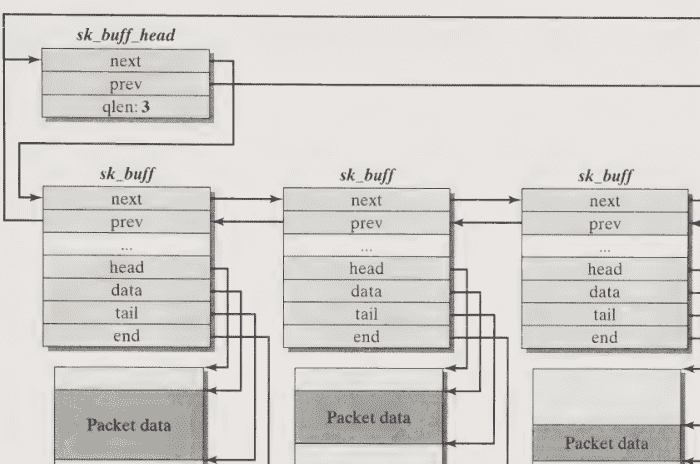 sk_buff_head
next
prev
qlen: 3
sk_buff sk_buff sk_buff
next next next
prev prev prev
... ... ...
head head head
data data data
tail tail tail
end end end
Packet data Packet data Packet data